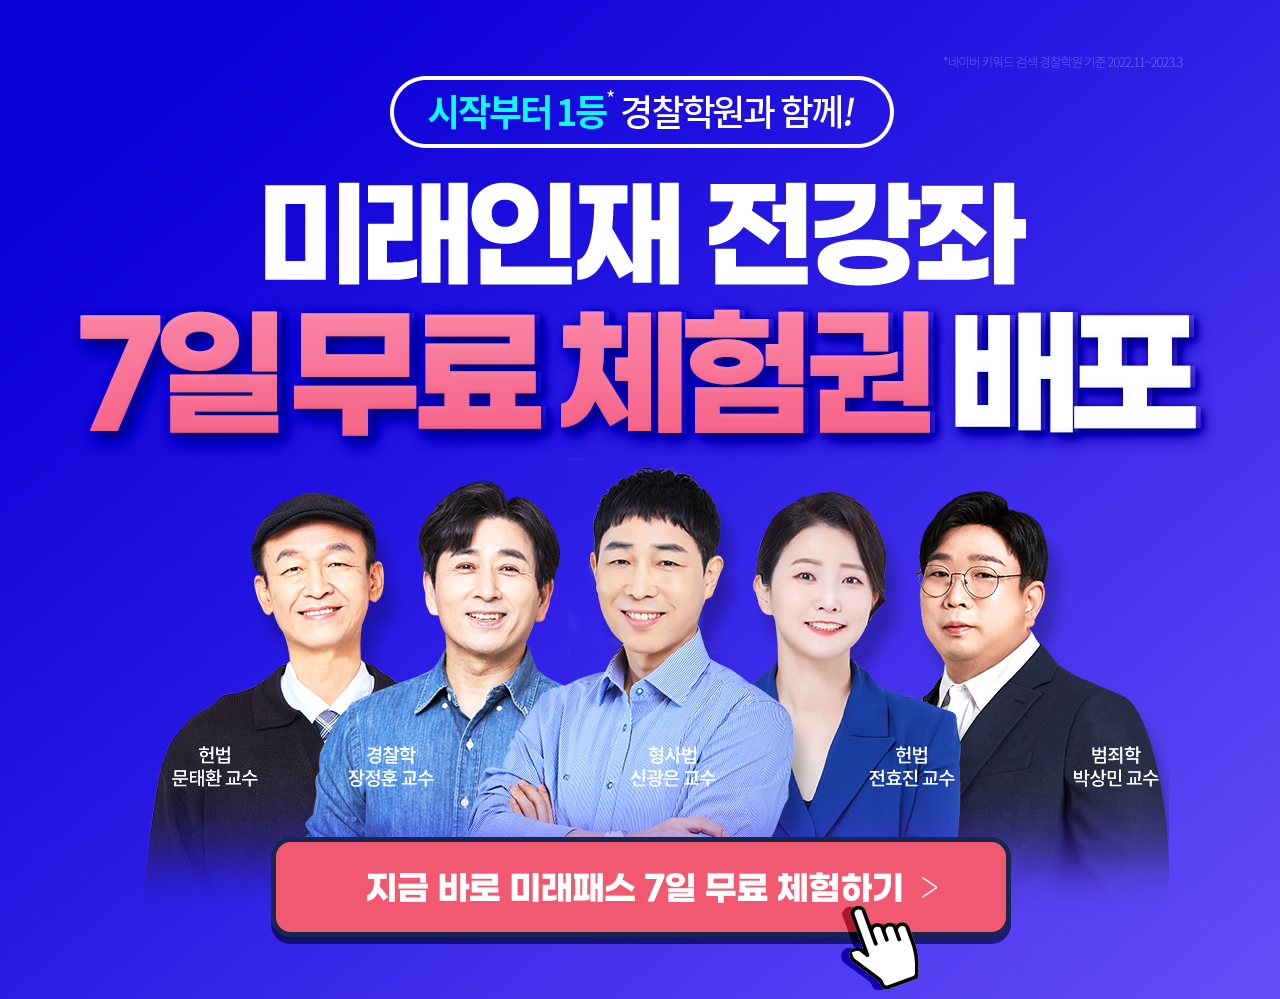 *네이버 키워드 검색 경찰학원 기준 2022.11~2023.3
시작부터 1등* 경찰학원과 함께!
미래인재 전강좌
7일 무료 체험권 배포
헌법
문태환 교수
경찰학
장정훈 교수
형사법
신광은 교수
헌법
전효진 교수
범죄학
박상민 교수
지금 바로 미래패스 7일 무료 체험하기 >